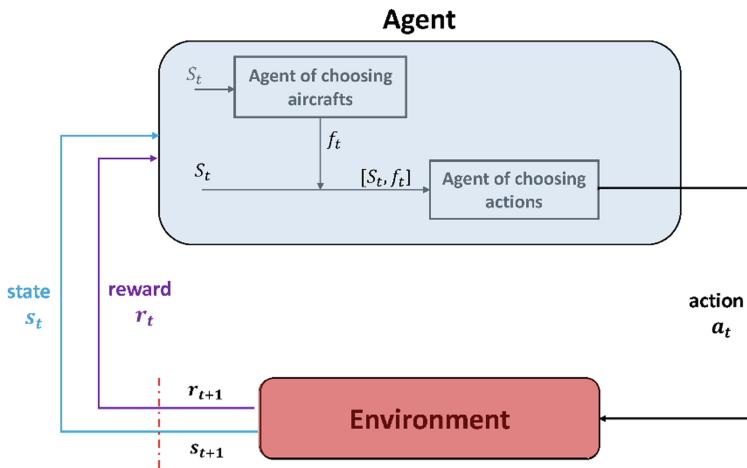 Agent
S_t
Agent of choosing
aircrafts
f_t
S_t
[S_t, f_t]
Agent of choosing
actions
state
s_t
reward
r_t
action
a_t
r_{t+1}
Environment
s_{t+1}